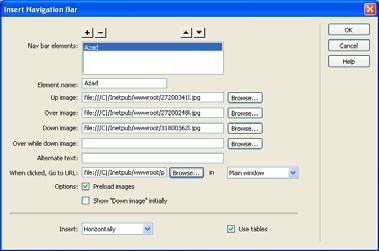 Insert Navigation Bar
OK
Nav bar elements: Azad
Cancel
Help
Element name: Azad
Up image: file:///C|/Inetpub/wwwroot/27200341l.jpg Browse...
Over image: file:///C|/Inetpub/wwwroot/27200248l.jpg Browse...
Down image: file:///C|/Inetpub/wwwroot/31800362l.jpg Browse...
Over while down image: Browse...
Alternate text:
When clicked, Go to URL: file:///C|/Inetpub/wwwroot/p Browse... in Main window
Options: Preload images
Show "Down image" initially
Insert: Horizontally Use tables